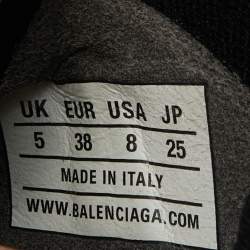 UK EUR USA JP
5 38 8 25
MADE IN ITALY
WWW.BALENCIAGA.COM